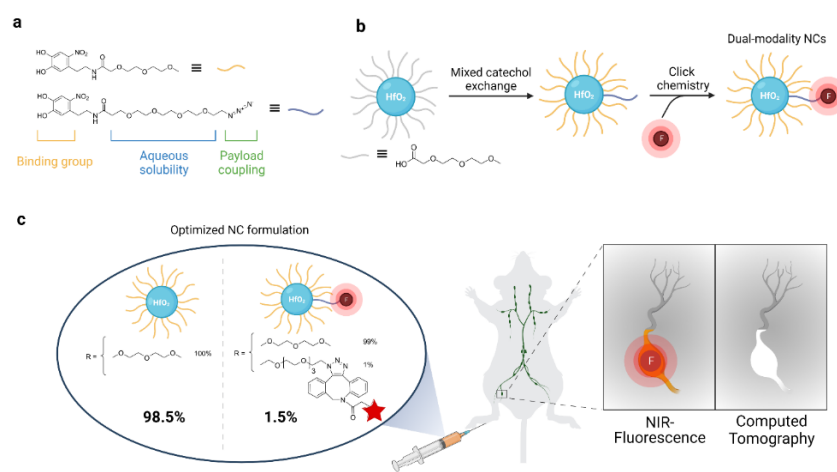 a
HO
NO₂
O
HO
N
H
O
O
O
≡
HO
NO₂
O
HO
N
H
O
O
O
O
N
N
N
≡
Binding group
Aqueous
solubility
Payload
coupling
b
Dual-modality NCs
HfO₂
Mixed catechol
exchange
HfO₂
Click
chemistry
HfO₂
F
F
≡
O
HO
O
O
O
c
Optimized NC formulation
HfO₂
HfO₂
F
R =
O
O
O
100%
R =
O
O
O
99%
O
O
3
N
N
N
1%
N
O
98.5%
1.5%
F
NIR-
Fluorescence
Computed
Tomography